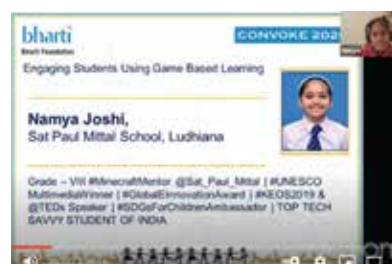 bharti
Bharti Foundation
CONVOKE 202
Engaging Students Using Game Based Learning
Namya Joshi,
Sat Paul Mittal School, Ludhiana
Grade – VIII #MinecraftMentor @Sat_Paul_Mittal | #UNESCO
MultimediaWinner | #GlobalEInnovationAward | #KEOS2019 &
@TEDx Speaker | #SDGsForChildrenAmbassador | TOP TECH
SAVVY STUDENT OF INDIA